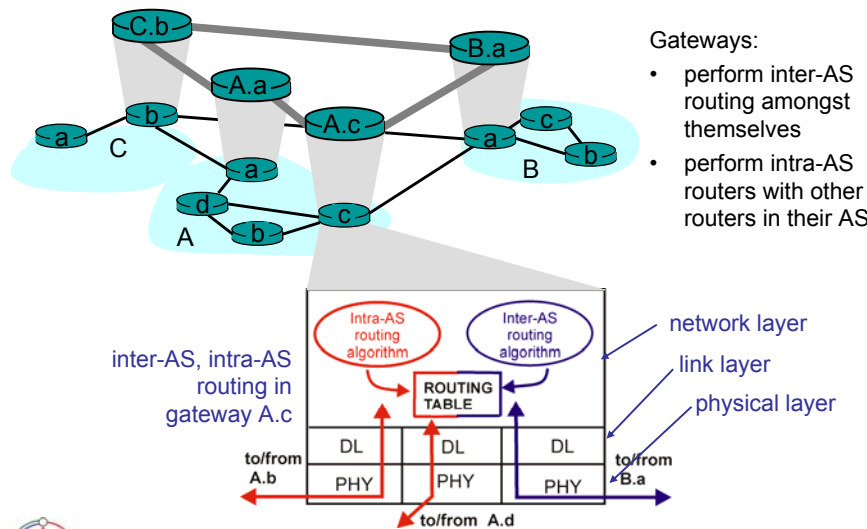 C.b
B.a
A.a
A.c
Gateways:
• perform inter-AS
routing amongst
themselves
• perform intra-AS
routers with other
routers in their AS
a
b
C
a
c
b
B
a
d
A
b
c
inter-AS, intra-AS
routing in
gateway A.c
Intra-AS
routing
algorithm
Inter-AS
routing
algorithm
ROUTING
TABLE
DL
DL
DL
PHY
PHY
PHY
to/from
A.b
to/from A.d
to/from
B.a
network layer
link layer
physical layer